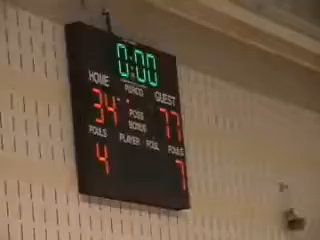 0:00
HOME PERIOD GUEST
34 77
POSS
BONUS
FOULS PLAYER FOUL FOULS
4 7